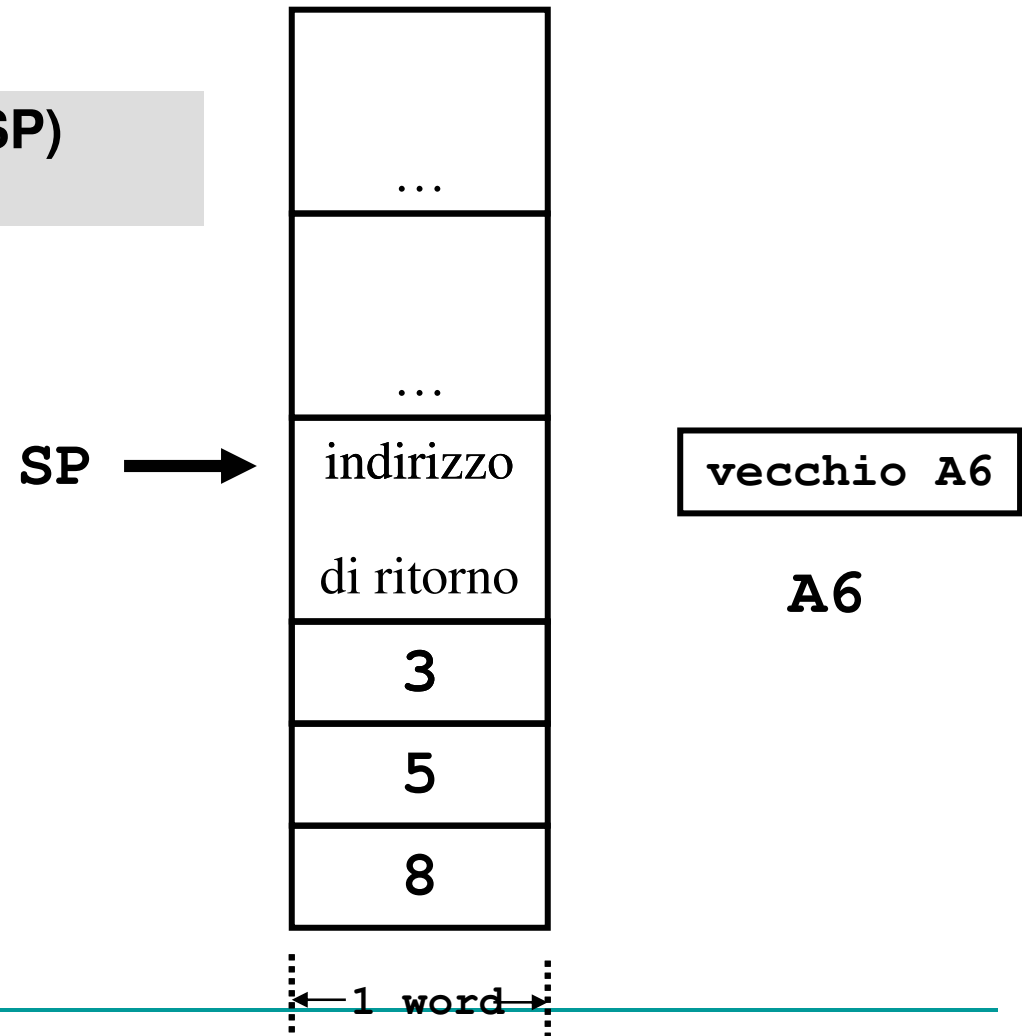 SP)
…
…
SP
indirizzo
di ritorno
vecchio A6
A6
3
5
8
1 word